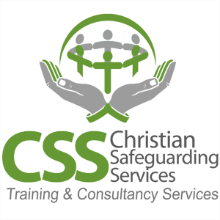 CSS Christian
Safeguarding
Services
Training & Consultancy Services